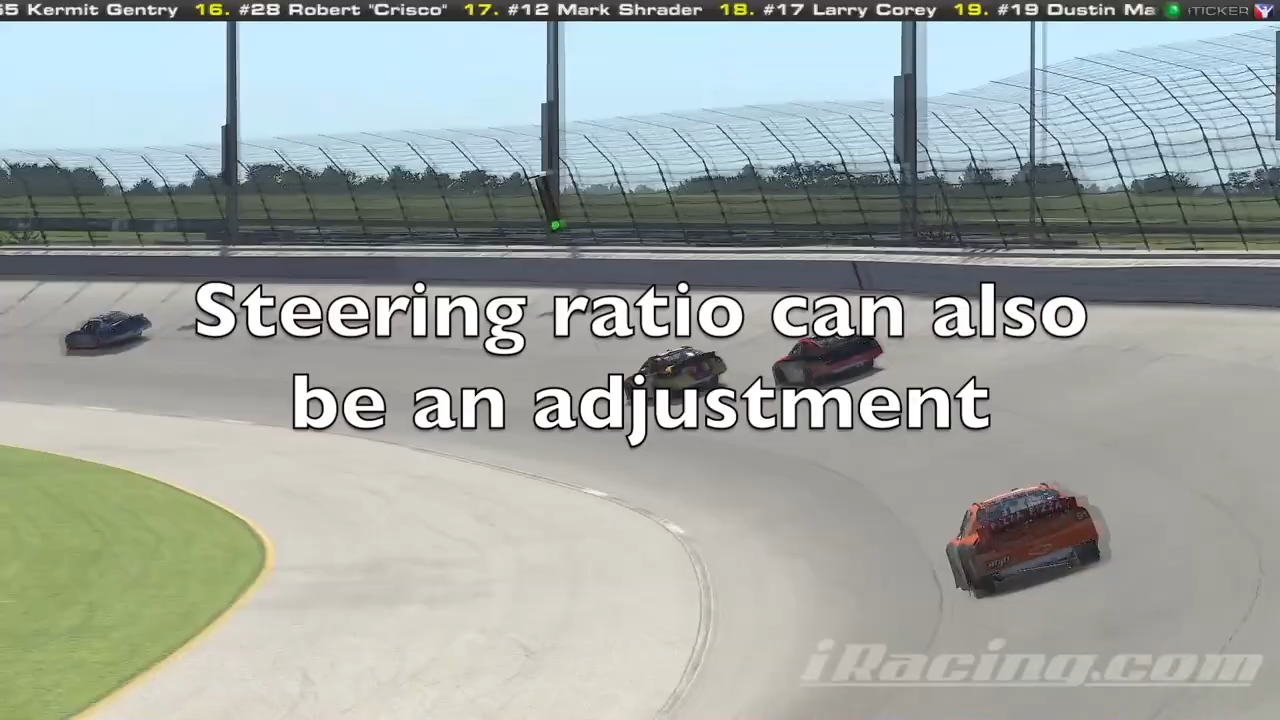 55 Kermit Gentry 16. #28 Robert "Crisco" 17. #12 Mark Shrader 18. #17 Larry Corey 19. #19 Dustin Ma iTICKER
Steering ratio can also
be an adjustment
iRacing.com